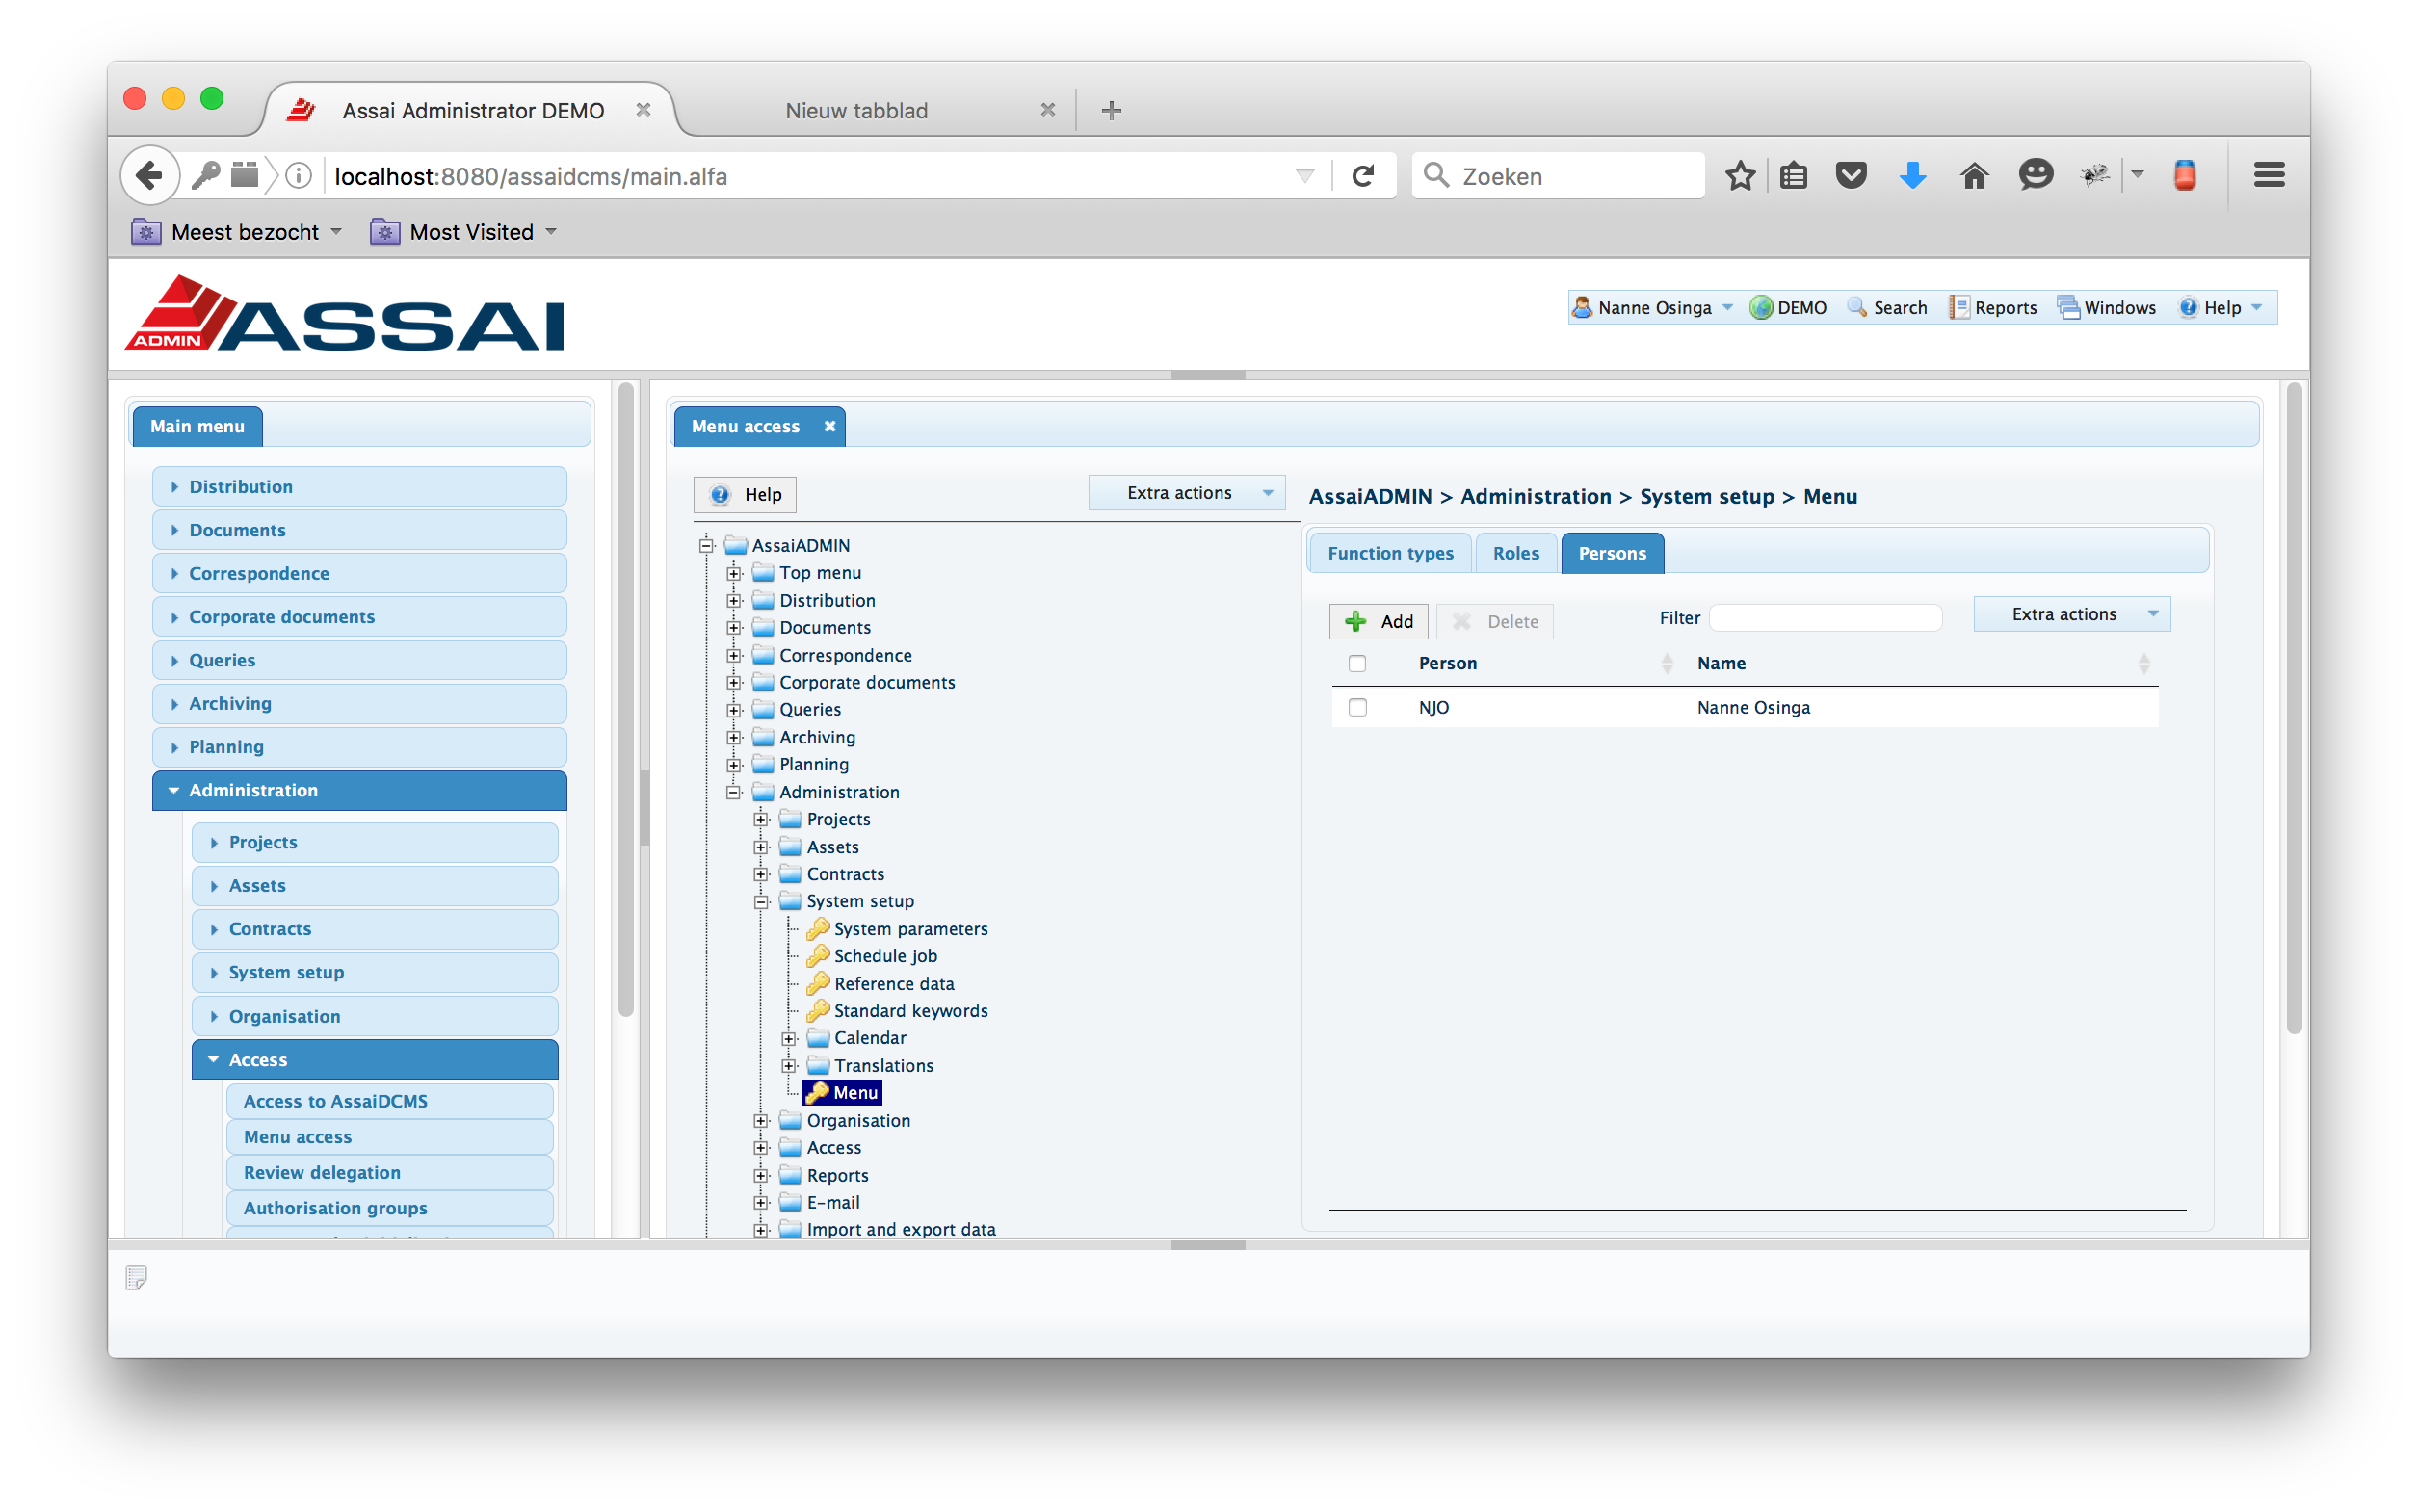 Assai Administrator DEMO
Nieuw tabblad
localhost:8080/assaidcms/main.alfa
Zoeken
Meest bezocht
Most Visited
ADMIN ASSAI
Nanne Osinga
DEMO
Search
Reports
Windows
Help
Main menu
Distribution
Documents
Correspondence
Corporate documents
Queries
Archiving
Planning
Administration
Projects
Assets
Contracts
System setup
Organisation
Access
Access to AssaiDCMS
Menu access
Review delegation
Authorisation groups
Menu access
Help
Extra actions
AssaiADMIN
Top menu
Distribution
Documents
Correspondence
Corporate documents
Queries
Archiving
Planning
Administration
Projects
Assets
Contracts
System setup
System parameters
Schedule job
Reference data
Standard keywords
Calendar
Translations
Menu
Organisation
Access
Reports
E-mail
Import and export data
AssaiADMIN > Administration > System setup > Menu
Function types
Roles
Persons
Add
Delete
Filter
Extra actions
Person
Name
NJO
Nanne Osinga